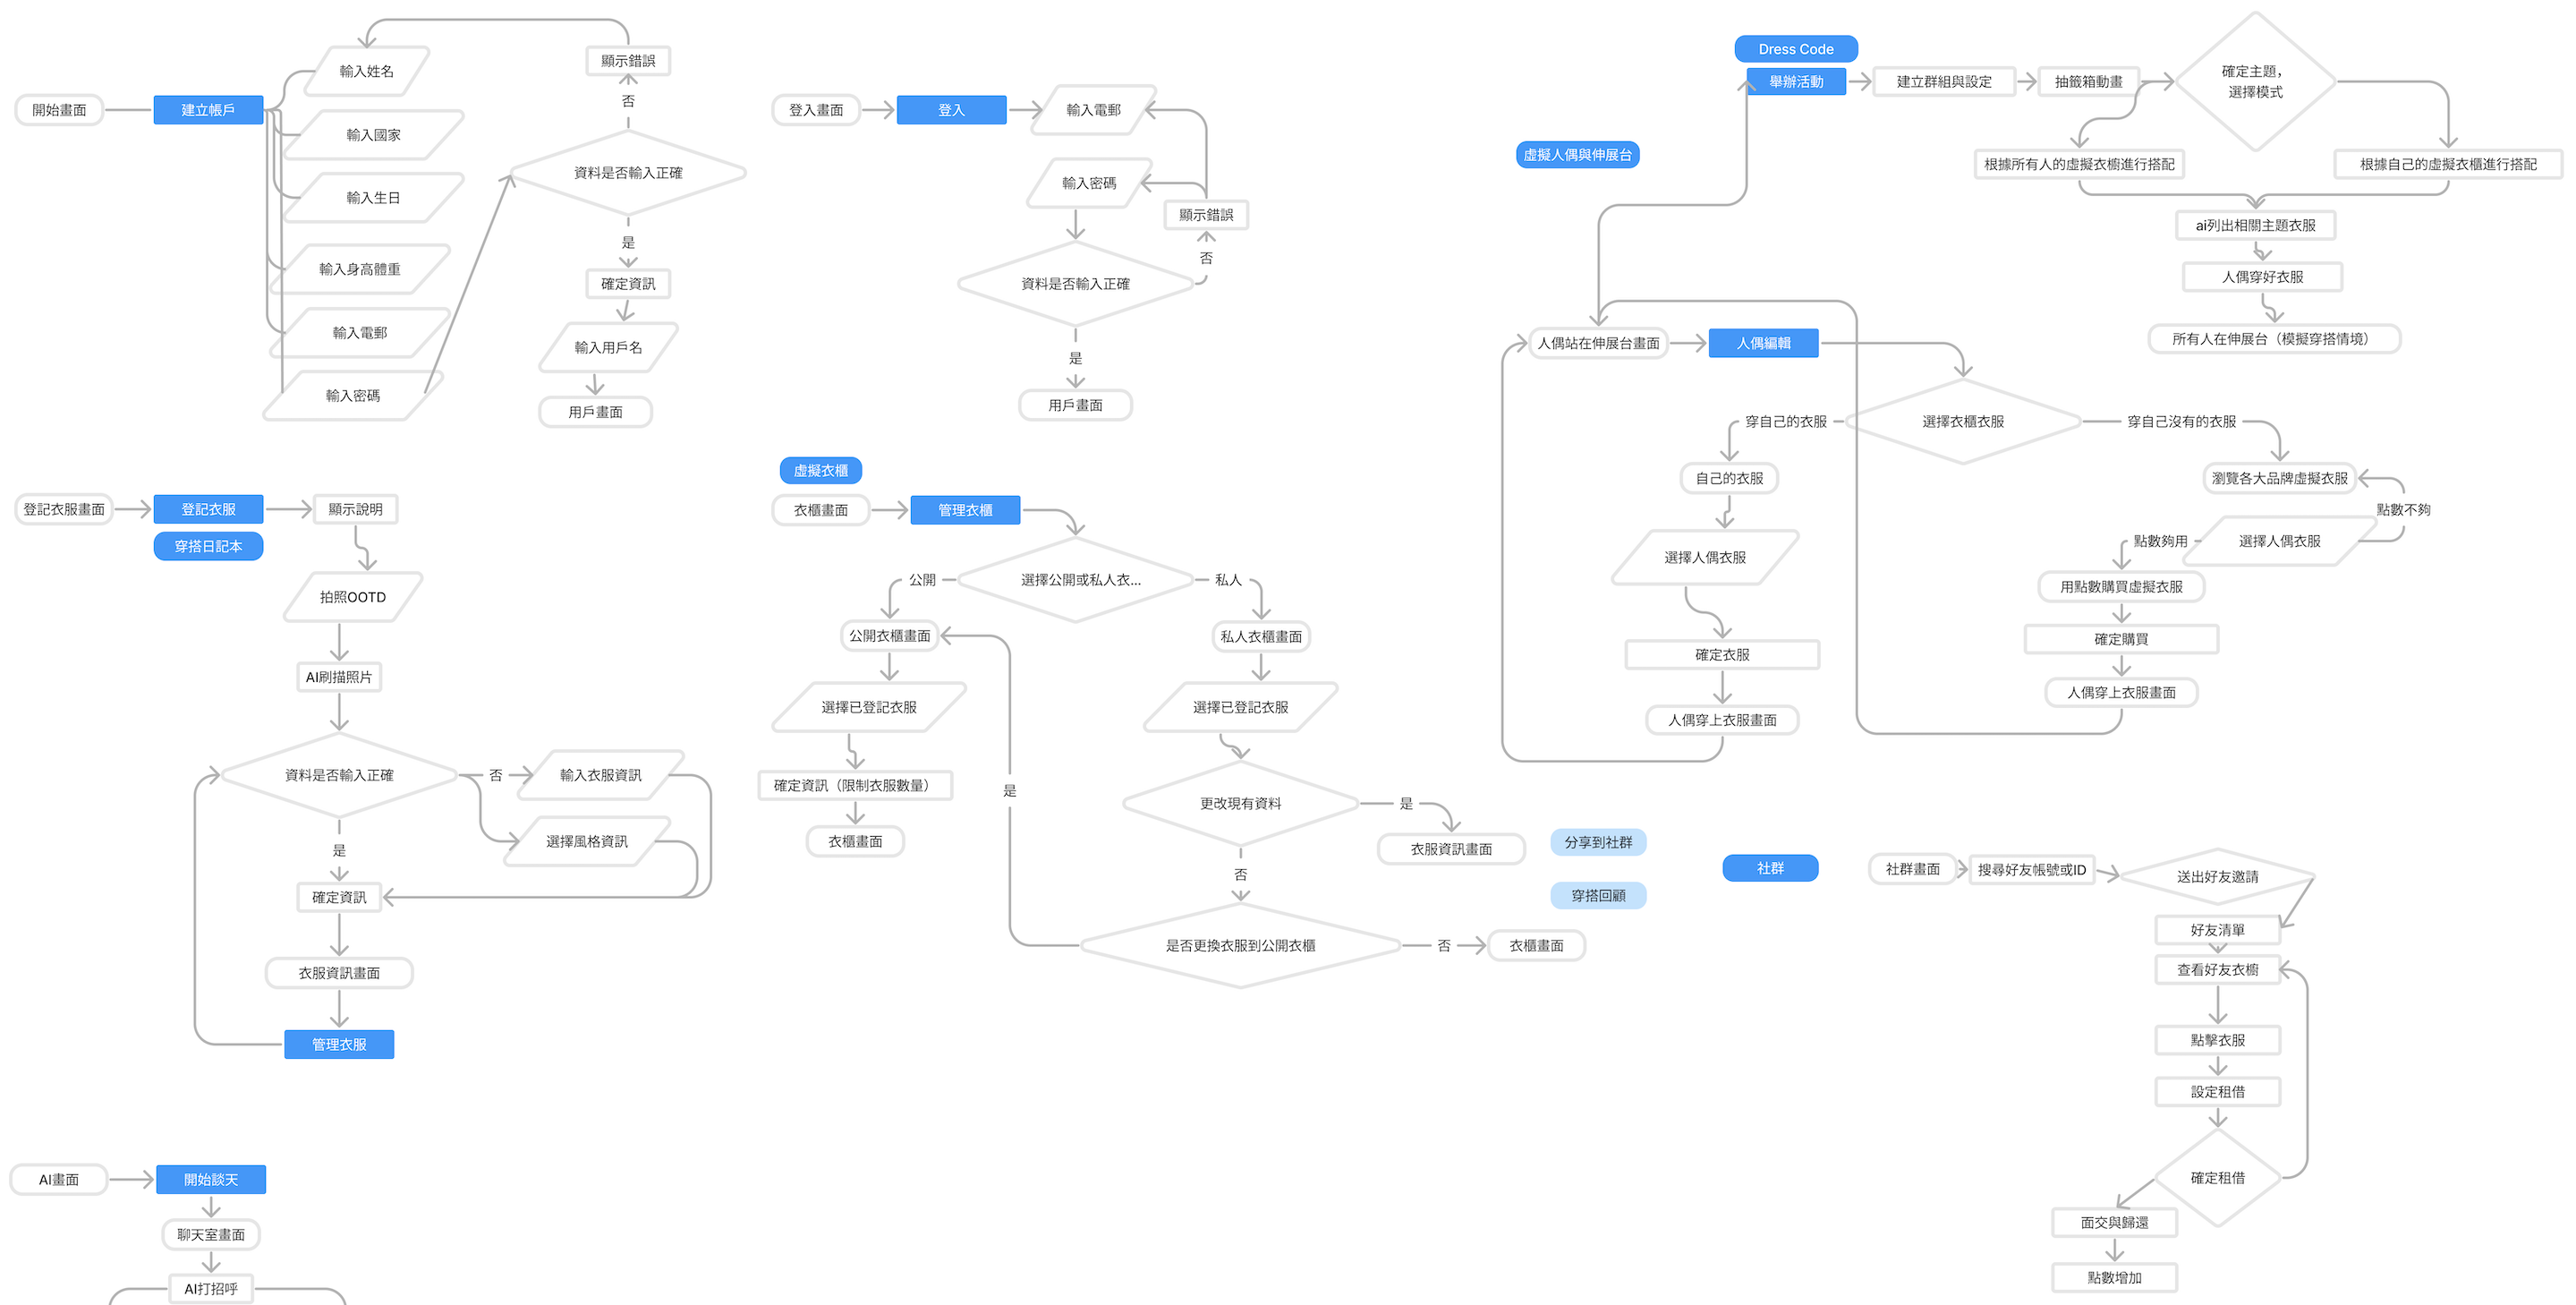 開始畫面
建立帳戶
輸入姓名
輸入國家
輸入生日
輸入身高體重
輸入電郵
輸入密碼
顯示錯誤
否
資料是否輸入正確
是
確定資訊
輸入用戶名
用戶畫面
登入畫面
登入
輸入電郵
輸入密碼
顯示錯誤
否
資料是否輸入正確
是
用戶畫面
Dress Code
舉辦活動
建立群組與設定
抽籤箱動畫
確定主題，
選擇模式
根據所有人的虛擬衣櫥進行搭配
根據自己的虛擬衣櫃進行搭配
ai列出相關主題衣服
人偶穿好衣服
所有人在伸展台（模擬穿搭情境）
虛擬人偶與伸展台
人偶站在伸展台畫面
人偶編輯
選擇衣櫃衣服
穿自己的衣服
穿自己沒有的衣服
自己的衣服
選擇人偶衣服
確定衣服
人偶穿上衣服畫面
瀏覽各大品牌虛擬衣服
點數不夠
選擇人偶衣服
點數夠用
用點數購買虛擬衣服
確定購買
人偶穿上衣服畫面
登記衣服畫面
登記衣服
顯示說明
穿搭日記本
拍照OOTD
AI刷描照片
資料是否輸入正確
否
輸入衣服資訊
選擇風格資訊
是
確定資訊
衣服資訊畫面
管理衣服
虛擬衣櫃
衣櫃畫面
管理衣櫃
選擇公開或私人衣...
公開
私人
公開衣櫃畫面
選擇已登記衣服
確定資訊（限制衣服數量）
衣櫃畫面
私人衣櫃畫面
選擇已登記衣服
更改現有資料
是
衣服資訊畫面
否
是
是否更換衣服到公開衣櫃
否
衣櫃畫面
分享到社群
穿搭回顧
社群
社群畫面
搜尋好友帳號或ID
送出好友邀請
好友清單
查看好友衣櫥
點擊衣服
設定租借
確定租借
面交與歸還
點數增加
AI畫面
開始談天
聊天室畫面
AI打招呼